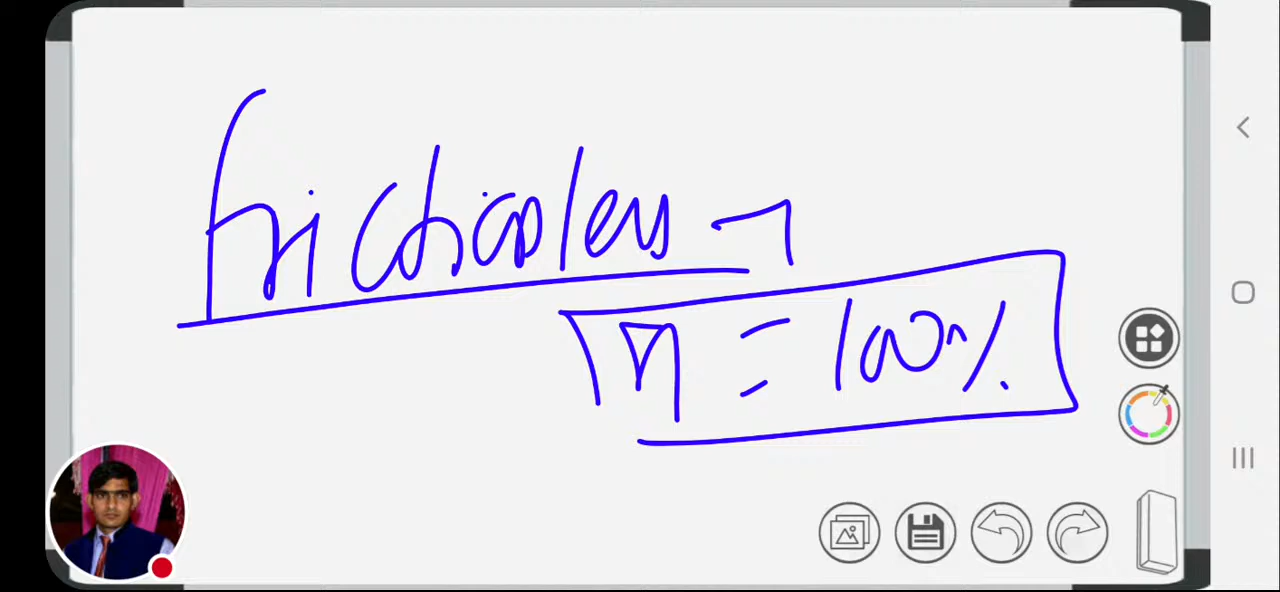 frictionless ¬
η = 100%